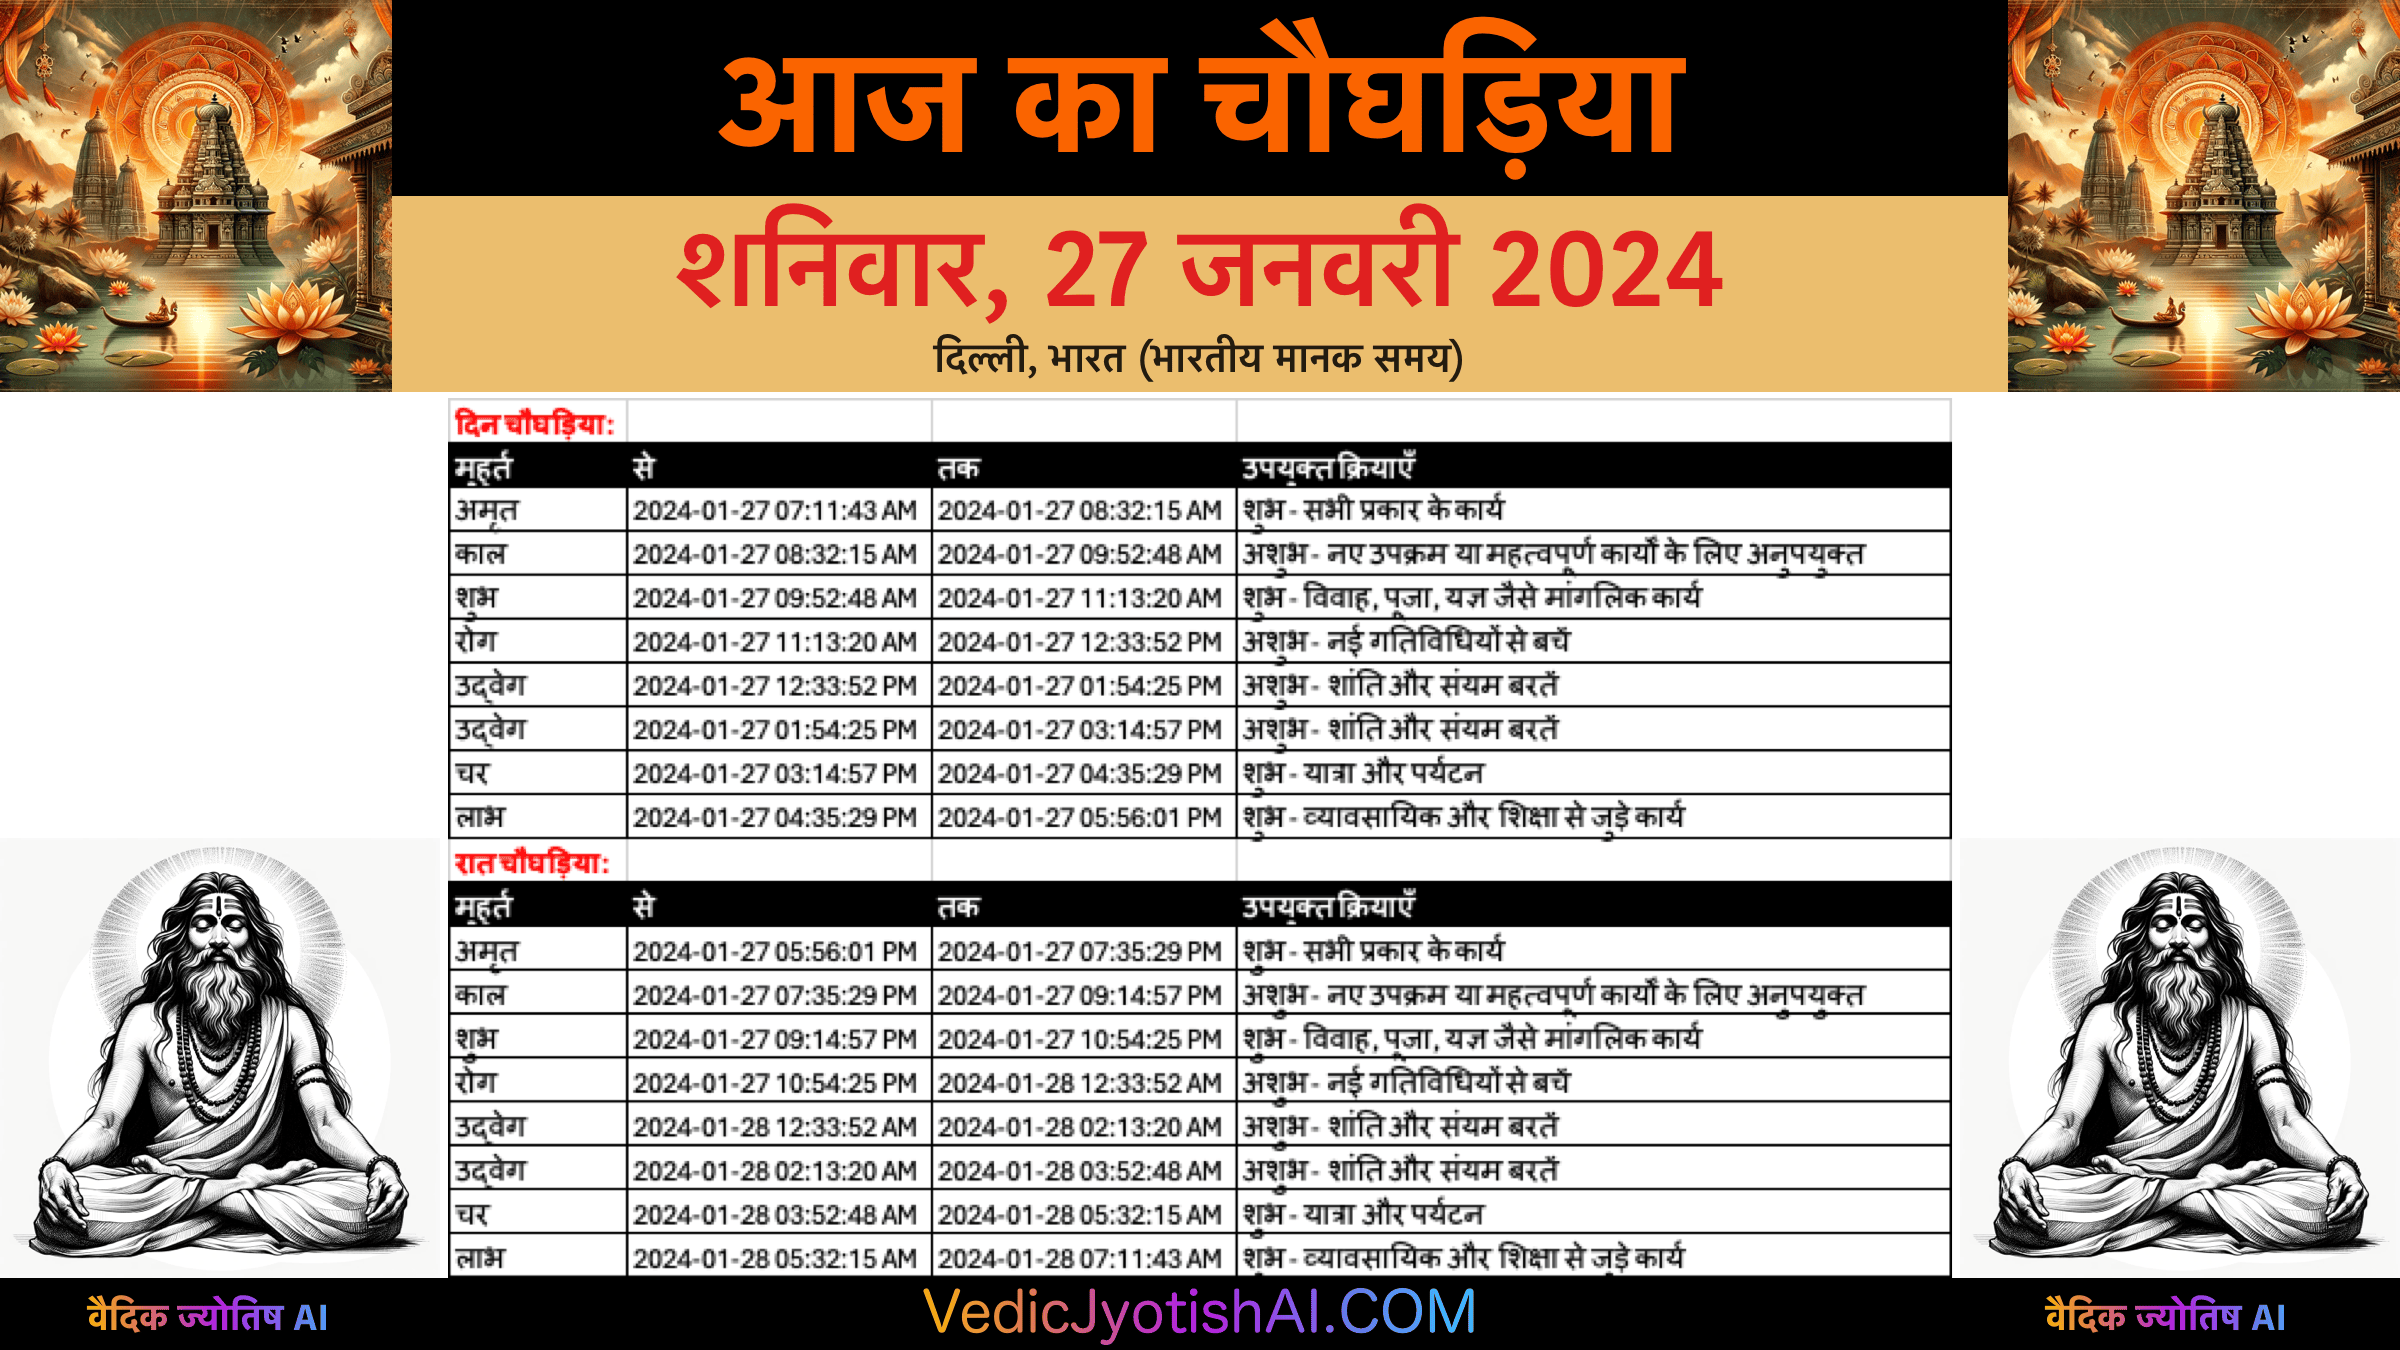 आज का चौघड़िया
शनिवार, 27 जनवरी 2024
दिल्ली, भारत (भारतीय मानक समय)
दिन चौघड़िया:
मुहूर्त से तक उपयुक्त क्रियाएँ
अमृत 2024-01-27 07:11:43 AM 2024-01-27 08:32:15 AM शुभ - सभी प्रकार के कार्य
काल 2024-01-27 08:32:15 AM 2024-01-27 09:52:48 AM अशुभ - नए उपक्रम या महत्वपूर्ण कार्यों के लिए अनुपयुक्त
शुभ 2024-01-27 09:52:48 AM 2024-01-27 11:13:20 AM शुभ - विवाह, पूजा, यज्ञ जैसे मांगलिक कार्य
रोग 2024-01-27 11:13:20 AM 2024-01-27 12:33:52 PM अशुभ - नई गतिविधियों से बचें
उद्वेग 2024-01-27 12:33:52 PM 2024-01-27 01:54:25 PM अशुभ - शांति और संयम बरतें
उद्वेग 2024-01-27 01:54:25 PM 2024-01-27 03:14:57 PM अशुभ - शांति और संयम बरतें
चर 2024-01-27 03:14:57 PM 2024-01-27 04:35:29 PM शुभ - यात्रा और पर्यटन
लाभ 2024-01-27 04:35:29 PM 2024-01-27 05:56:01 PM शुभ - व्यावसायिक और शिक्षा से जुड़े कार्य
रात चौघड़िया:
मुहूर्त से तक उपयुक्त क्रियाएँ
अमृत 2024-01-27 05:56:01 PM 2024-01-27 07:35:29 PM शुभ - सभी प्रकार के कार्य
काल 2024-01-27 07:35:29 PM 2024-01-27 09:14:57 PM अशुभ - नए उपक्रम या महत्वपूर्ण कार्यों के लिए अनुपयुक्त
शुभ 2024-01-27 09:14:57 PM 2024-01-27 10:54:25 PM शुभ - विवाह, पूजा, यज्ञ जैसे मांगलिक कार्य
रोग 2024-01-27 10:54:25 PM 2024-01-28 12:33:52 AM अशुभ - नई गतिविधियों से बचें
उद्वेग 2024-01-28 12:33:52 AM 2024-01-28 02:13:20 AM अशुभ - शांति और संयम बरतें
उद्वेग 2024-01-28 02:13:20 AM 2024-01-28 03:52:48 AM अशुभ - शांति और संयम बरतें
चर 2024-01-28 03:52:48 AM 2024-01-28 05:32:15 AM शुभ - यात्रा और पर्यटन
लाभ 2024-01-28 05:32:15 AM 2024-01-28 07:11:43 AM शुभ - व्यावसायिक और शिक्षा से जुड़े कार्य
वैदिक ज्योतिष AI VedicJyotishAI.COM वैदिक ज्योतिष AI